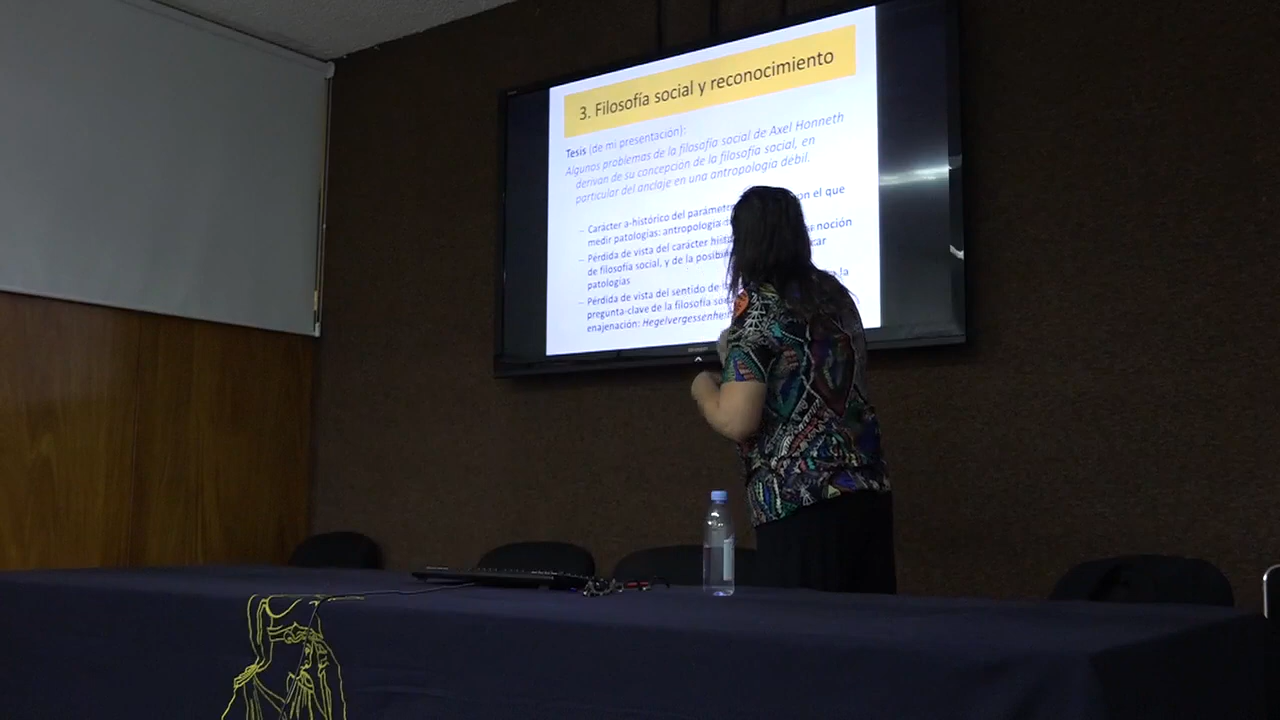 3. Filosofía social y reconocimiento
Tesis (de mi presentación):
Algunos problemas de la filosofía social de Axel Honneth
derivan de su concepción de la filosofía social, en
particular del anclaje en una antropología débil.
– Carácter a-histórico del parámetro on el que
medir patologías: antropología noción
– Pérdida de vista del carácter
de filosofía social, y de la car
patologías
– Pérdida de vista del sentido de la
pregunta-clave de la filosofía
enajenación: